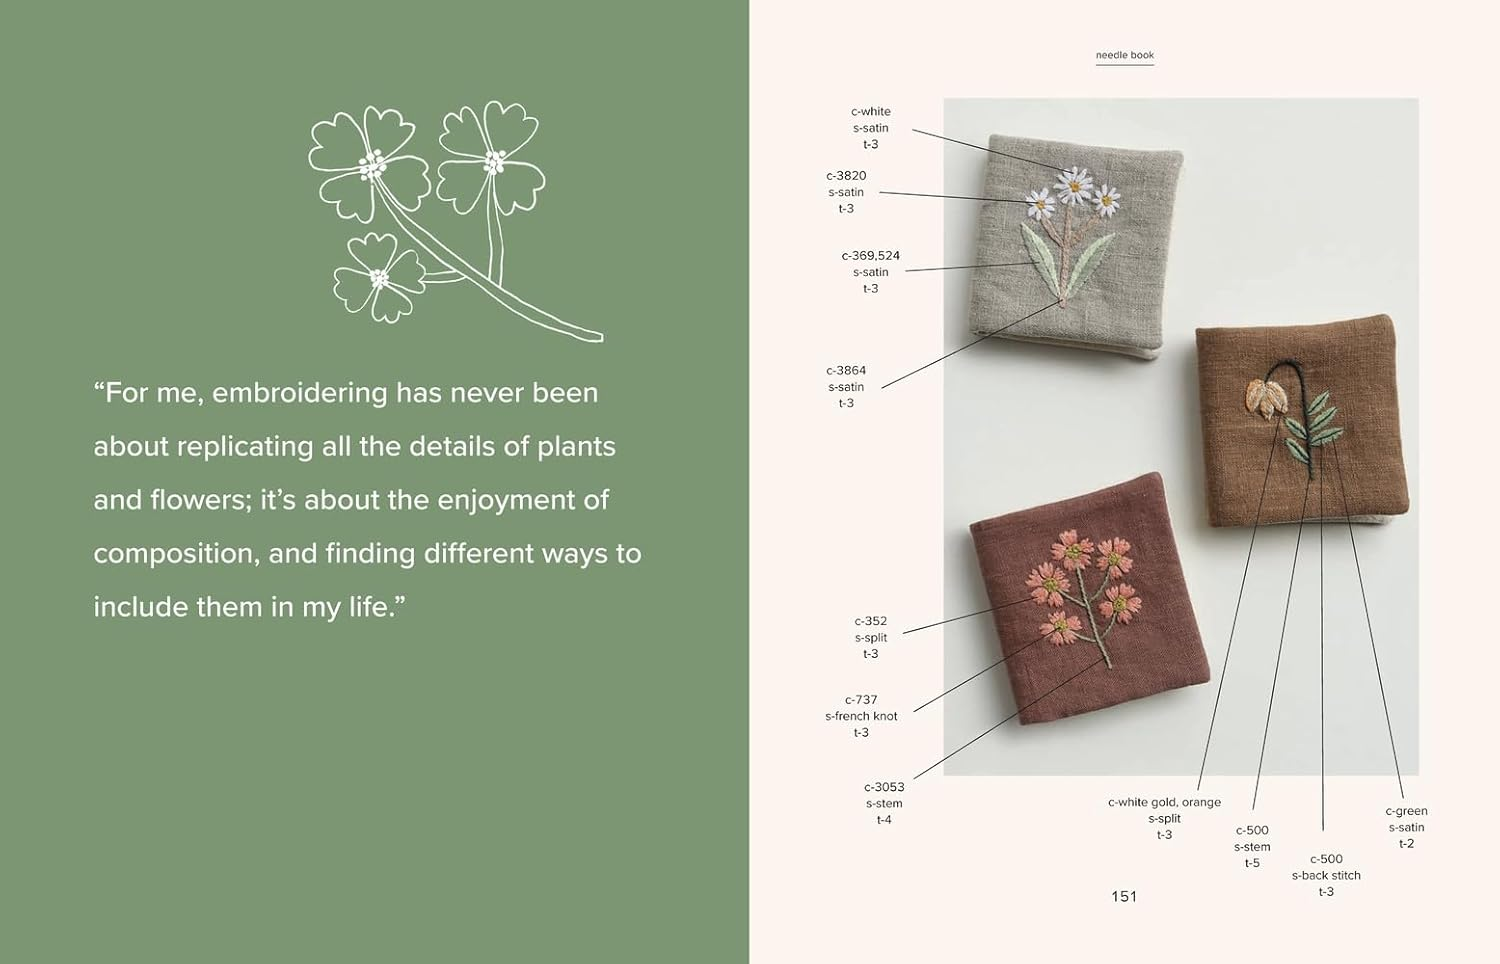 “For me, embroidering has never been
about replicating all the details of plants
and flowers; it’s about the enjoyment of
composition, and finding different ways to
include them in my life.”
needle book
c-white
s-satin
t-3
c-3820
s-satin
t-3
c-369,524
s-satin
t-3
c-3864
s-satin
t-3
c-352
s-split
t-3
c-737
s-french knot
t-3
c-3053
s-stem
t-4
c-white gold, orange
s-split
t-3
c-500
s-stem
t-5
c-500
s-back stitch
t-3
c-green
s-satin
t-2
151